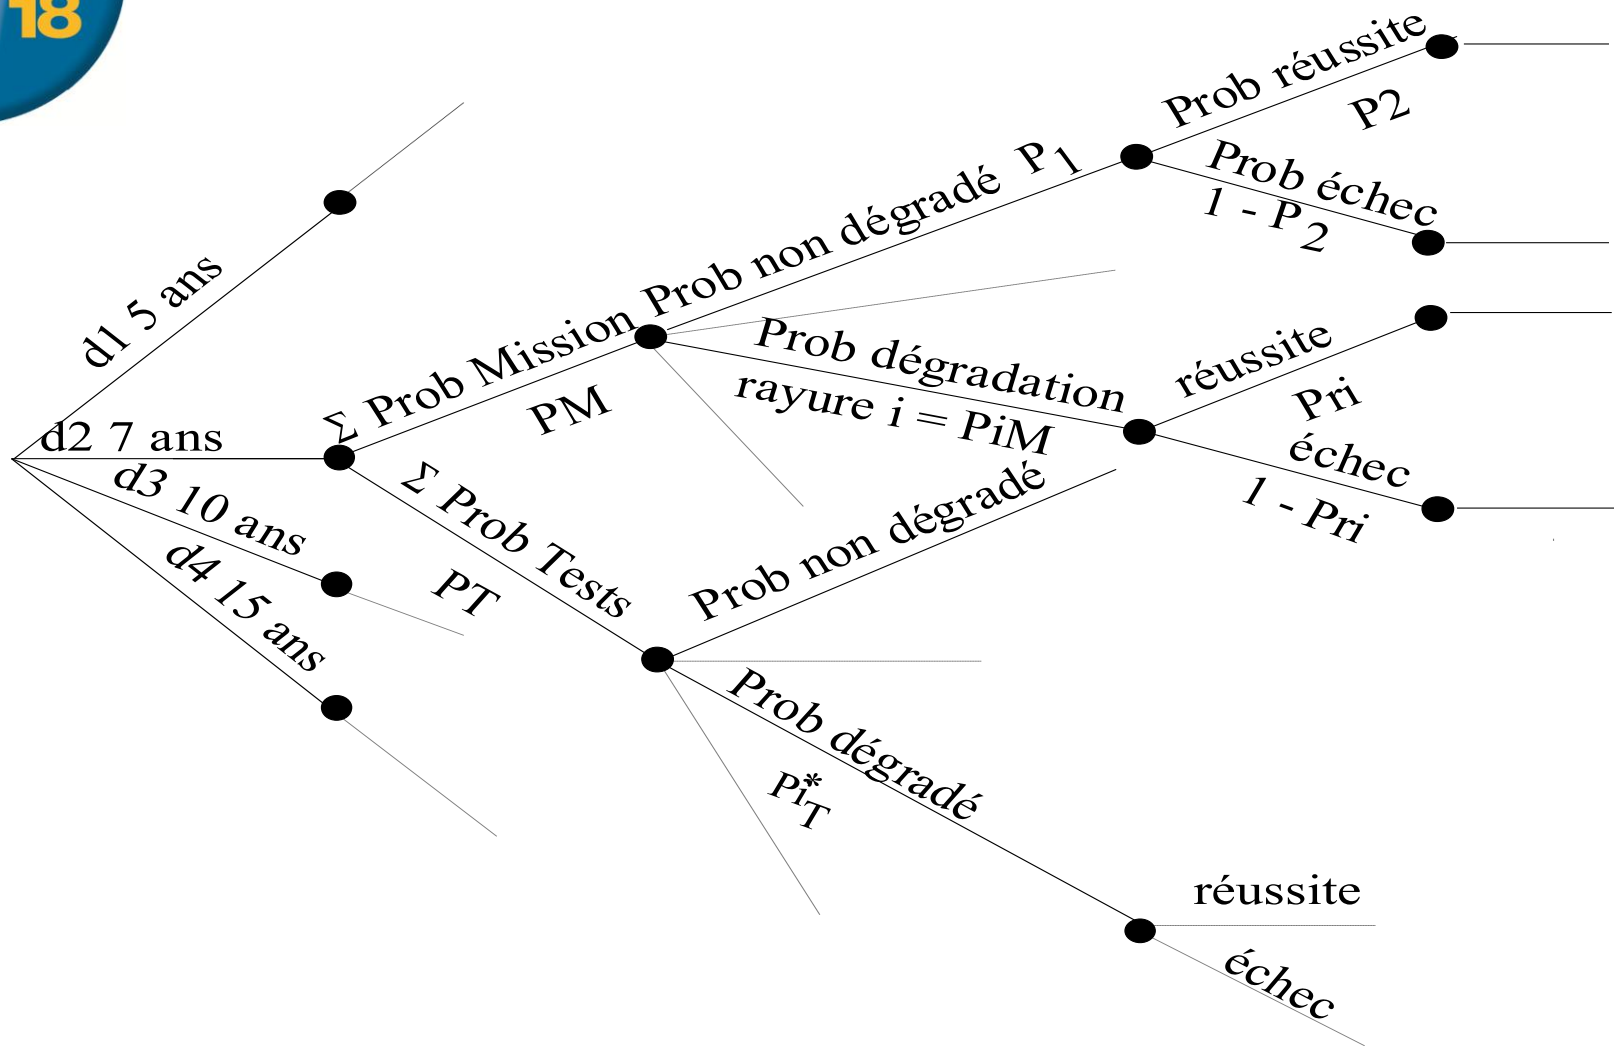 18
Prob réussite
P2
Prob échec
1 - P 2
Prob non dégradé P1
d1 5 ans
Σ Prob Mission
PM
Prob dégradation
rayure i = PiM
réussite
Pri
échec
1 - Pri
d2 7 ans
d3 10 ans
d4 15 ans
Σ Prob Tests
PT
Prob non dégradé
Prob dégradé
Pi*T
réussite
échec